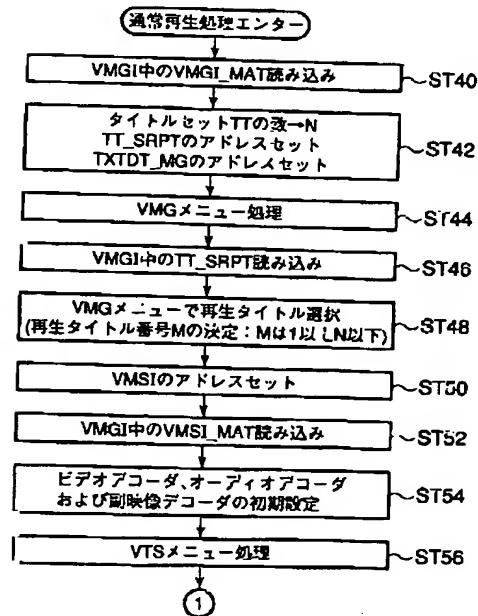 通常再生処理エンター
VMGI中のVMGI_MAT読み込み
ST40
タイトルセットTTの数→N
TT_SRPTのアドレスセット
TXTDT_MGのアドレスセット
ST42
VMGメニュー処理
ST44
VMGI中のTT_SRPT読み込み
ST46
VMGメニューで再生タイトル選択
(再生タイトル番号Mの決定：Mは1以上N以下)
ST48
VMSIのアドレスセット
ST50
VMGI中のVMSI_MAT読み込み
ST52
ビデオアコーダ、オーディオアコーダ
および副映像デコーダの初期設定
ST54
VTSメニュー処理
ST56
1